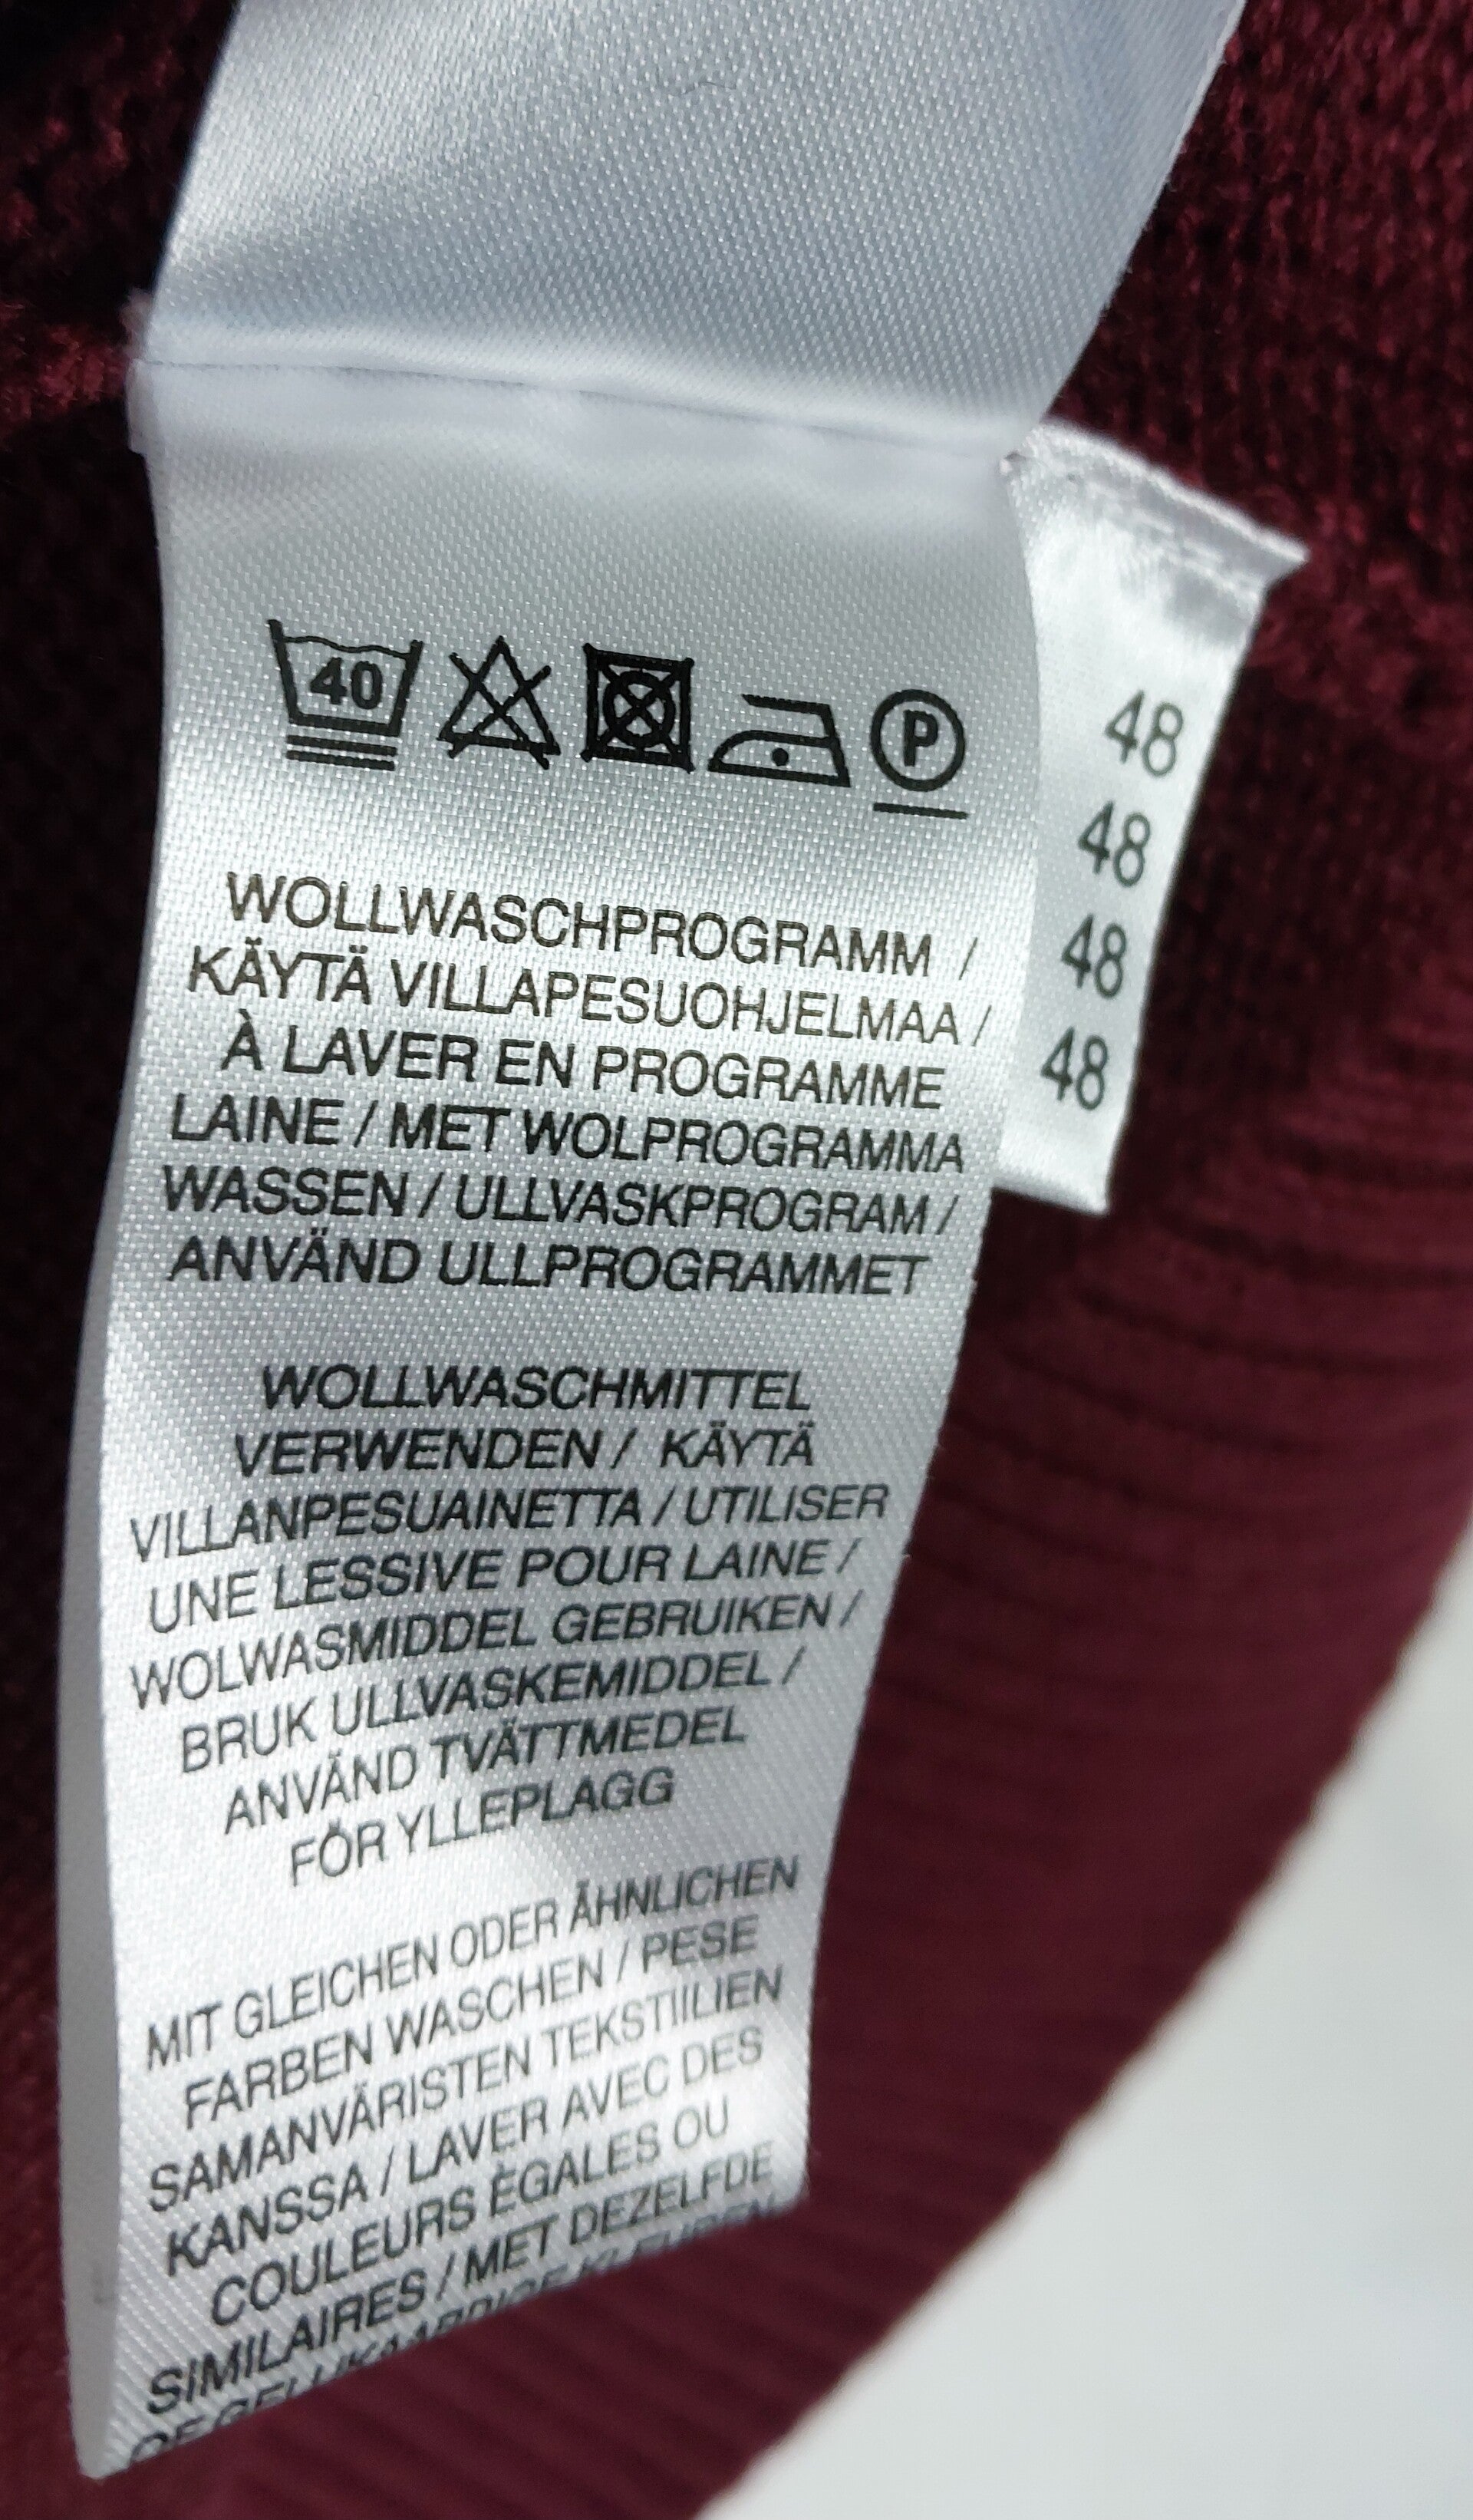 40
P
WOLLWASCHPROGRAMM /
KÄYTÄ VILLAPESUOHJELMAA /
À LAVER EN PROGRAMME
LAINE / MET WOLPROGRAMMA
WASSEN / ULLVASKPROGRAM /
ANVÄND ULLPROGRAMMET
WOLLWASCHMITTEL
VERWENDEN / KÄYTÄ
VILLANPESUAINETTA / UTILISER
UNE LESSIVE POUR LAINE /
WOLWASMIDDEL GEBRUIKEN /
BRUK ULLVASKEMIDDEL /
ANVÄND TVÄTTMEDEL
FÖR YLLEPLAGG
MIT GLEICHEN ODER ÄHNLICHEN
FARBEN WASCHEN / PESE
SAMANVÄRISTEN TEKSTIILIEN
KANSSA / LAVER AVEC DES
COULEURS ÈGALES OU
SIMILAIRES / MET DEZELFDE
48
48
48
48